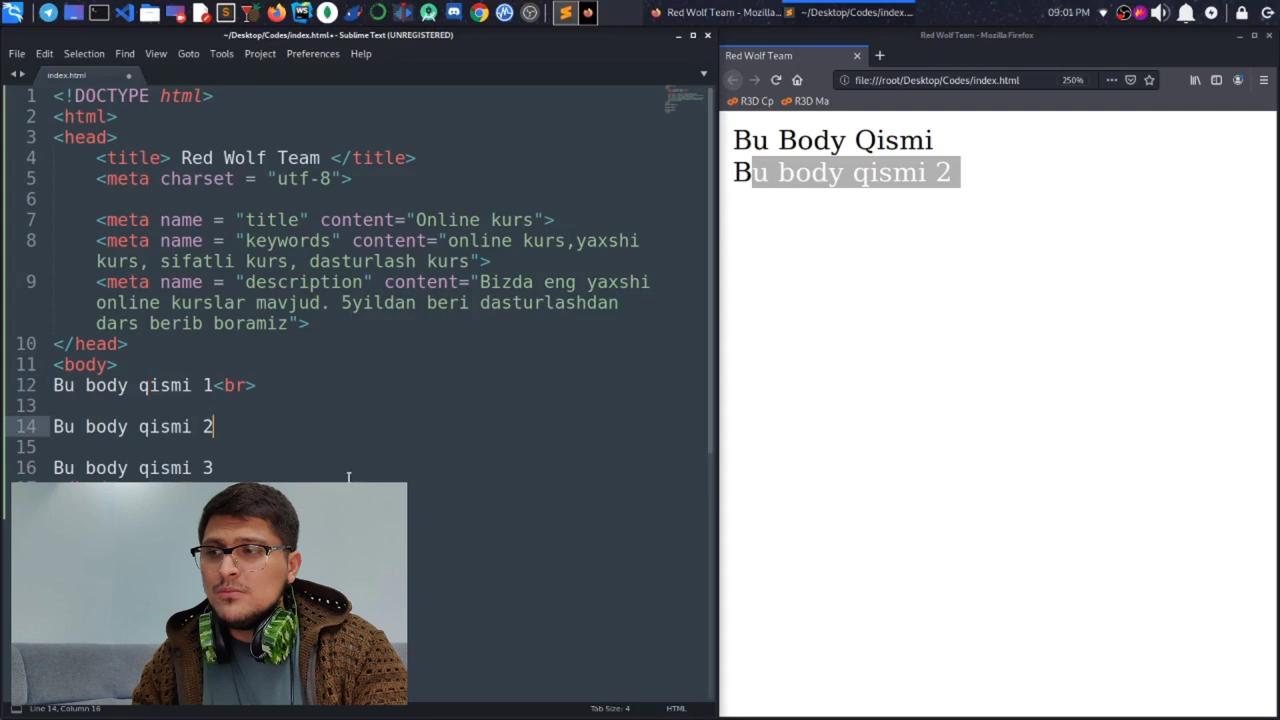 Red Wolf Team - Mozilla...
~/Desktop/Codes/index....
09:01 PM
~/Desktop/Codes/index.html • - Sublime Text (UNREGISTERED)
Red Wolf Team - Mozilla Firefox
File Edit Selection Find View Goto Tools Project Preferences Help
Red Wolf Team
index.html
file:///root/Desktop/Codes/index.html
250%
R3D Cp
R3D Ma
1 <!DOCTYPE html>
2 <html>
3 <head>
4 <title> Red Wolf Team </title>
5 <meta charset = "utf-8">
6
7 <meta name = "title" content="Online kurs">
8 <meta name = "keywords" content="online kurs,yaxshi
kurs, sifatli kurs, dasturlash kurs">
9 <meta name = "description" content="Bizda eng yaxshi
online kurslar mavjud. 5yildan beri dasturlashdan
dars berib boramiz">
10 </head>
11 <body>
12 Bu body qismi 1<br>
13
14 Bu body qismi 2
15
16 Bu body qismi 3
Line 14, Column 16
Tab Size: 4
HTML
Bu Body Qismi
Bu body qismi 2